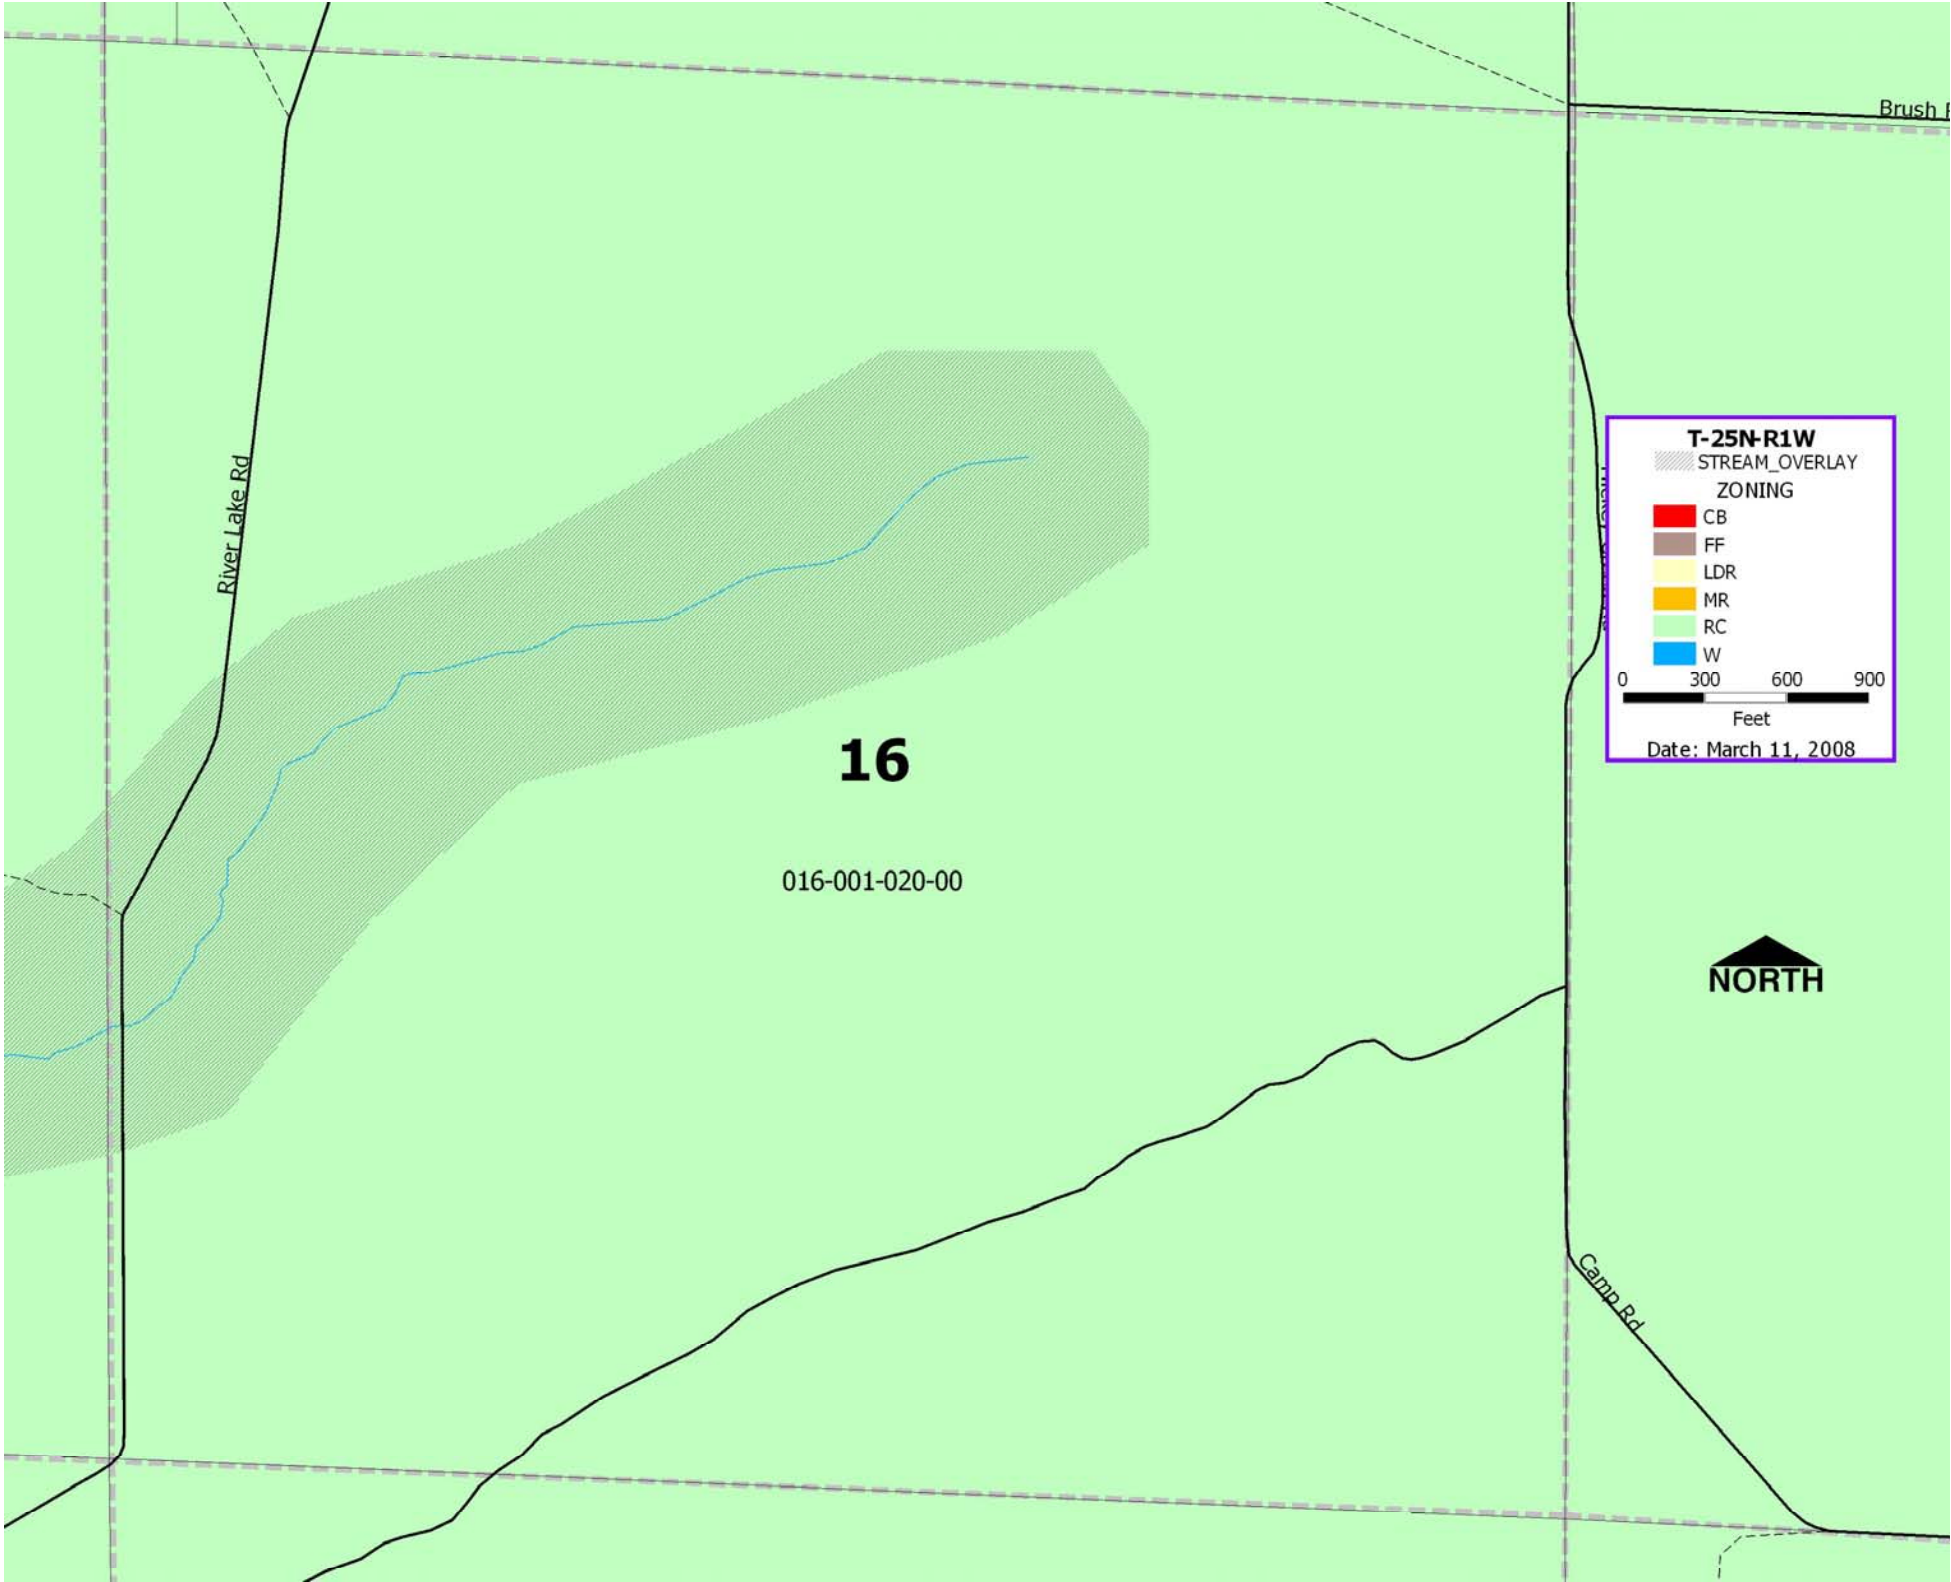 Brush
River Lake Rd
T-25N-R1W
STREAM_OVERLAY
ZONING
CB
FF
LDR
MR
RC
W
0 300 600 900
Feet
Date: March 11, 2008
16
016-001-020-00
NORTH
Camp Rd